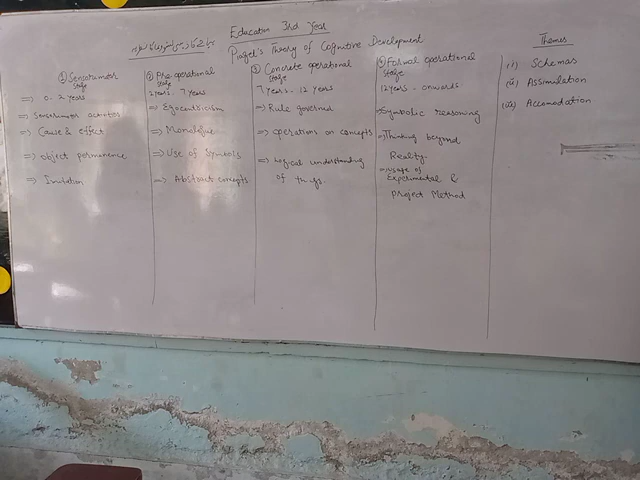 Education 3rd Year
Piaget's Theory of Cognitive Development
① Sensorimotor
Stage
0-2 Years
⇒ Sensorimotor activites
⇒ Cause & effect
⇒ Object permanence
⇒ Imitation
② Pre operational
Stage
2 Years - 7 Years
⇒ Egocentricism
⇒ Monologue
⇒ Use of Symbols
⇒ Abstract concepts
③ Concrete operational
Stage
7 Years - 12 Years
⇒ Rule governed
⇒ operations on concepts
⇒ Logical understanding
of things.
④ Formal operational
Stage
12 Years - onwards
⇒ Symbolic reasoning
⇒ Thinking beyond
Realty.
⇒ usage of
Experimental &
Project Method
Themes
(i) Schemas
(ii) Assimilation
(iii) Accomodation